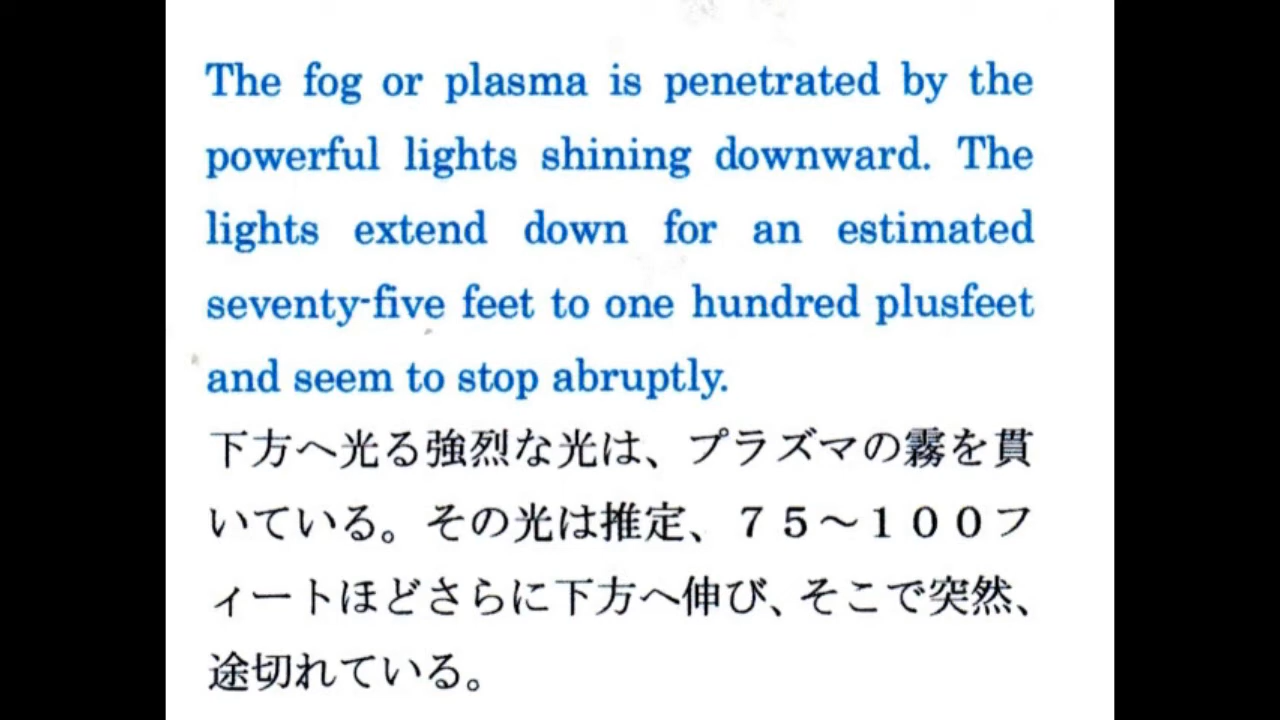 The fog or plasma is penetrated by the
powerful lights shining downward. The
lights extend down for an estimated
seventy-five feet to one hundred plusfeet
and seem to stop abruptly.
下方へ光る強烈な光は、プラズマの霧を貫
いている。その光は推定、７５～１００フ
ィートほどさらに下方へ伸び、そこで突然、
途切れている。